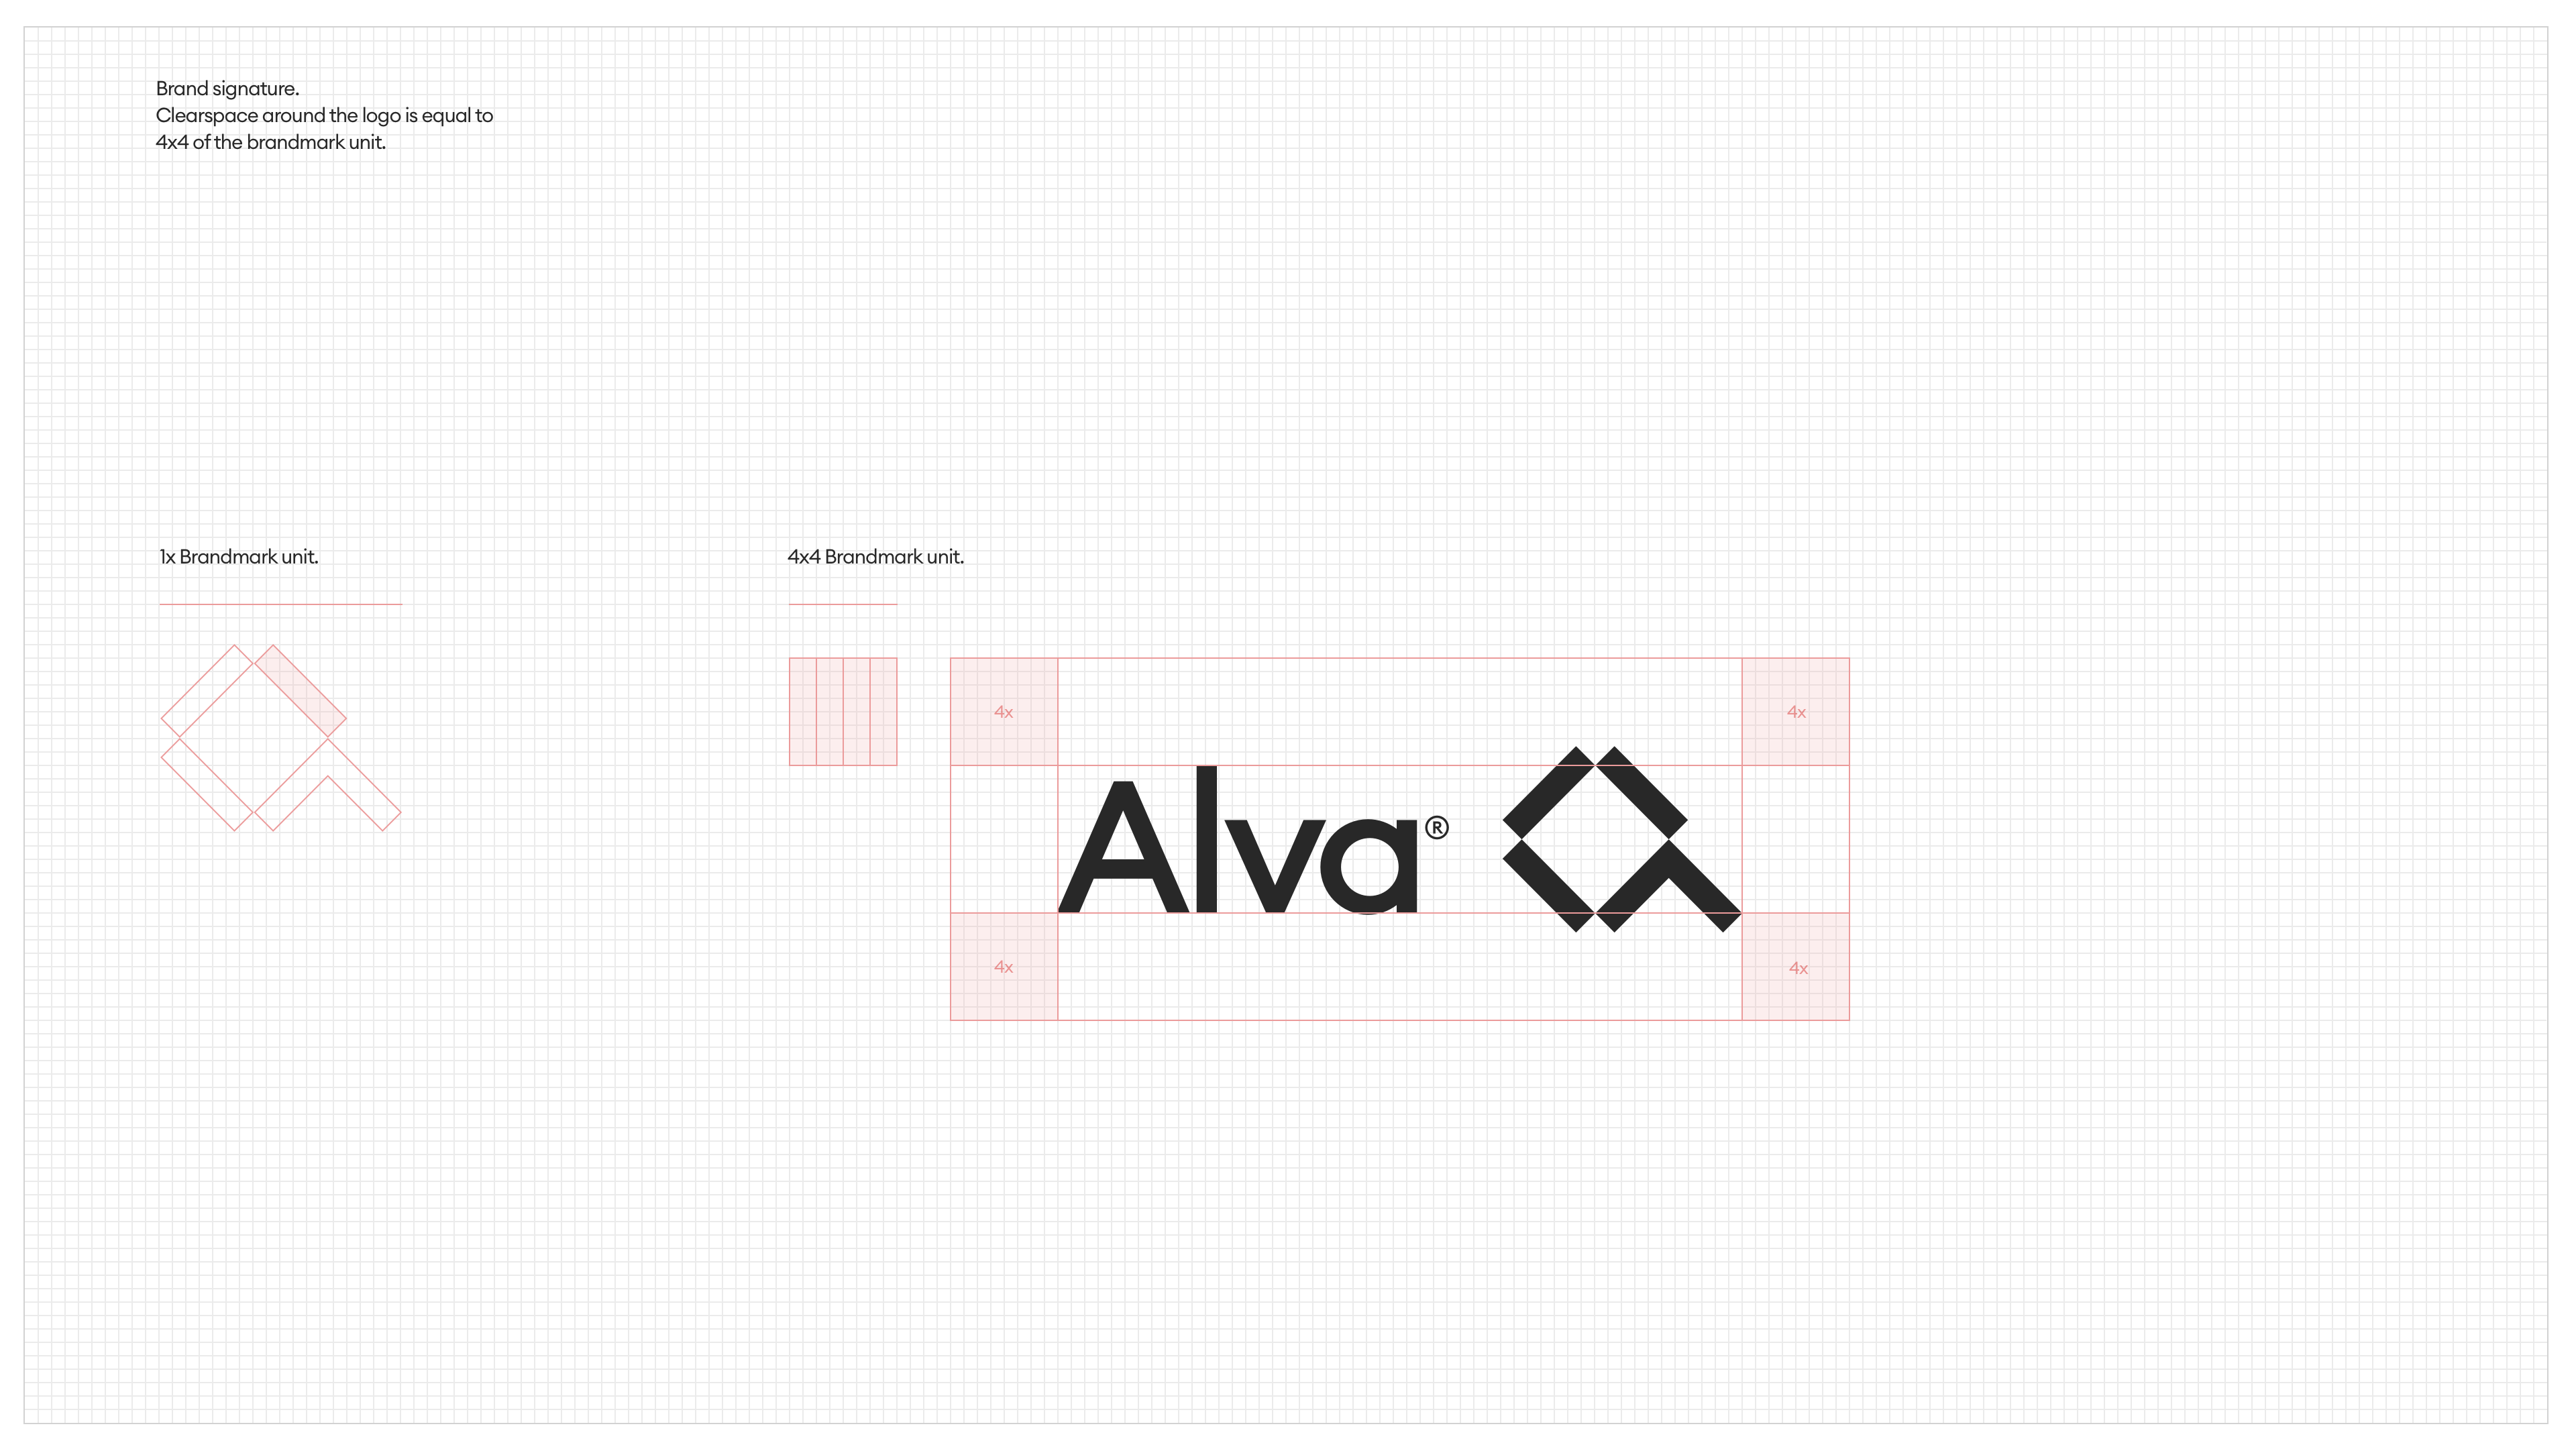 Brand signature.
Clearspace around the logo is equal to
4x4 of the brandmark unit.
1x Brandmark unit.
4x4 Brandmark unit.
4x
4x
Alva®
4x
4x